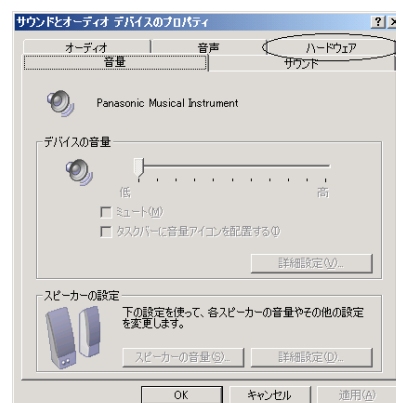 サウンドとオーディオ デバイスのプロパティ
オーディオ 音声 ハードウェア
音量 サウンド
Panasonic Musical Instrument
デバイスの音量
低 高
ミュート(M)
タスクバーに音量アイコンを配置する(I)
詳細設定(V)...
スピーカーの設定
下の設定を使って、各スピーカーの音量やその他の設定
を変更します。
スピーカーの音量(S)... 詳細設定(D)...
OK キャンセル 適用(A)